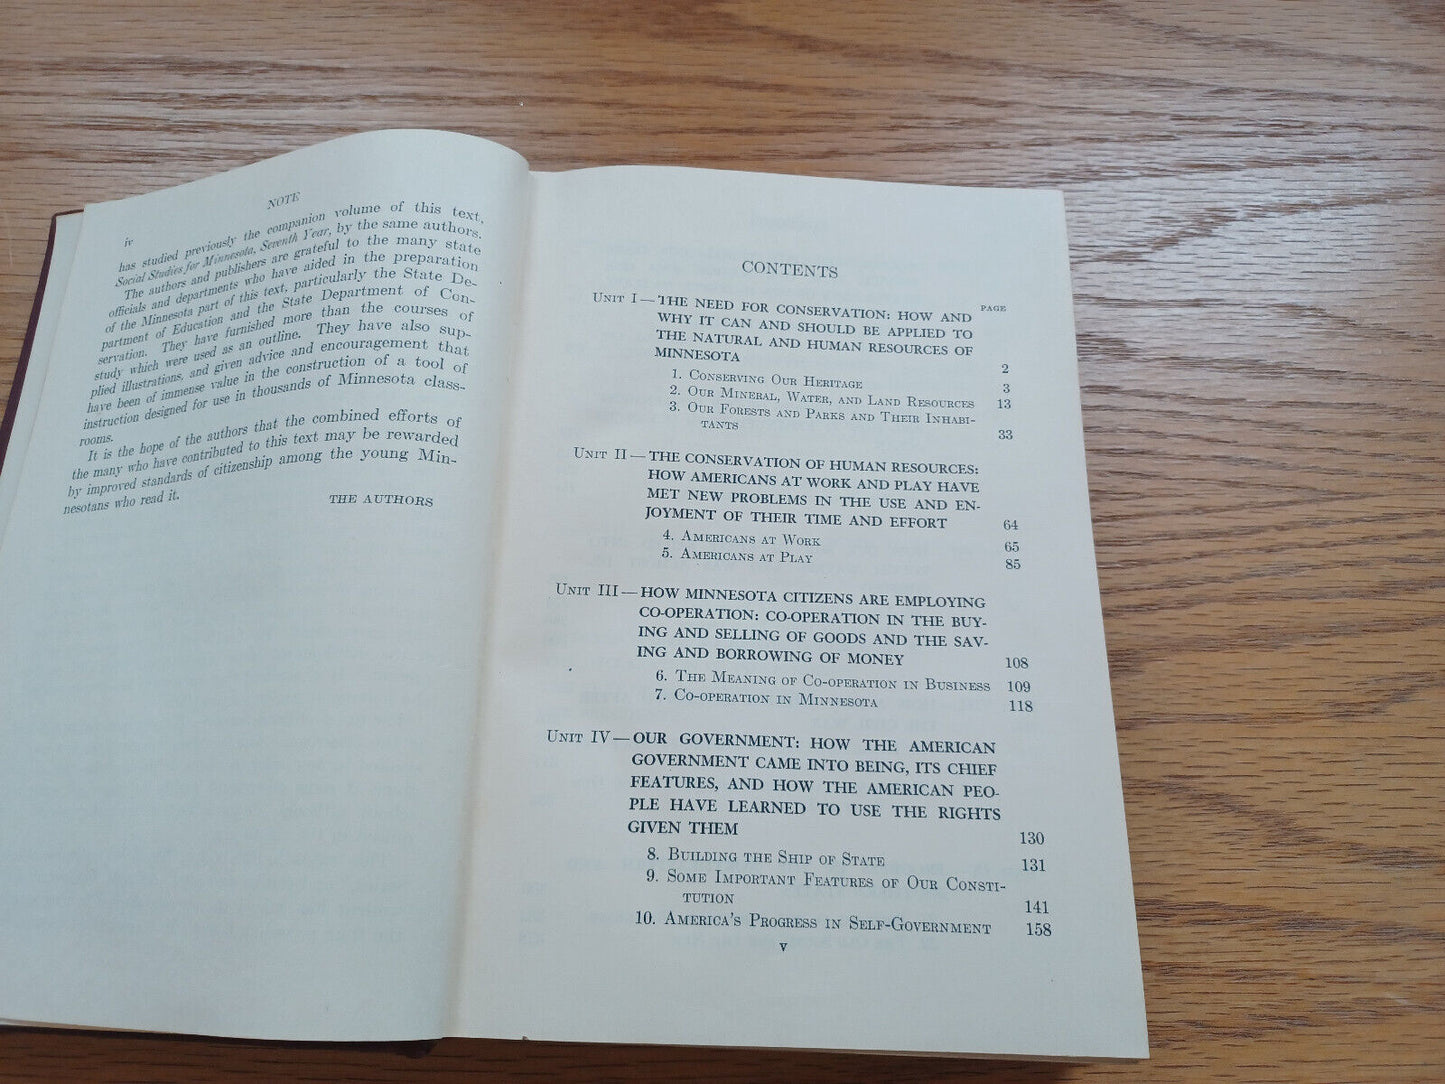 NOTE
iv
has studied previously the companion volume of this text,
Social Studies for Minnesota, Seventh Year, by the same authors.
The authors and publishers are grateful to the many state
officials and departments who have aided in the preparation
of the Minnesota part of this text, particularly the State De-
partment of Education and the State Department of Con-
servation. They have furnished more than the courses of
study which were used as an outline. They have also sup-
plied illustrations, and given advice and encouragement that
have been of immense value in the construction of a tool of
instruction designed for use in thousands of Minnesota class-
rooms.
It is the hope of the authors that the combined efforts of
the many who have contributed to this text may be rewarded
by improved standards of citizenship among the young Min-
nesotans who read it.
THE AUTHORS
CONTENTS
PAGE
UNIT I—THE NEED FOR CONSERVATION: HOW AND
WHY IT CAN AND SHOULD BE APPLIED TO
THE NATURAL AND HUMAN RESOURCES OF
MINNESOTA 2
1. CONSERVING OUR HERITAGE 3
2. OUR MINERAL, WATER, AND LAND RESOURCES 13
3. OUR FORESTS AND PARKS AND THEIR INHABI-
TANTS 33
UNIT II—THE CONSERVATION OF HUMAN RESOURCES:
HOW AMERICANS AT WORK AND PLAY HAVE
MET NEW PROBLEMS IN THE USE AND EN-
JOYMENT OF THEIR TIME AND EFFORT 64
4. AMERICANS AT WORK 65
5. AMERICANS AT PLAY 85
UNIT III—HOW MINNESOTA CITIZENS ARE EMPLOYING
CO-OPERATION: CO-OPERATION IN THE BUY-
ING AND SELLING OF GOODS AND THE SAV-
ING AND BORROWING OF MONEY 108
6. THE MEANING OF CO-OPERATION IN BUSINESS 109
7. CO-OPERATION IN MINNESOTA 118
UNIT IV—OUR GOVERNMENT: HOW THE AMERICAN
GOVERNMENT CAME INTO BEING, ITS CHIEF
FEATURES, AND HOW THE AMERICAN PEO-
PLE HAVE LEARNED TO USE THE RIGHTS
GIVEN THEM 130
8. BUILDING THE SHIP OF STATE 131
9. SOME IMPORTANT FEATURES OF OUR CONSTI-
TUTION 141
10. AMERICA'S PROGRESS IN SELF-GOVERNMENT 158
v